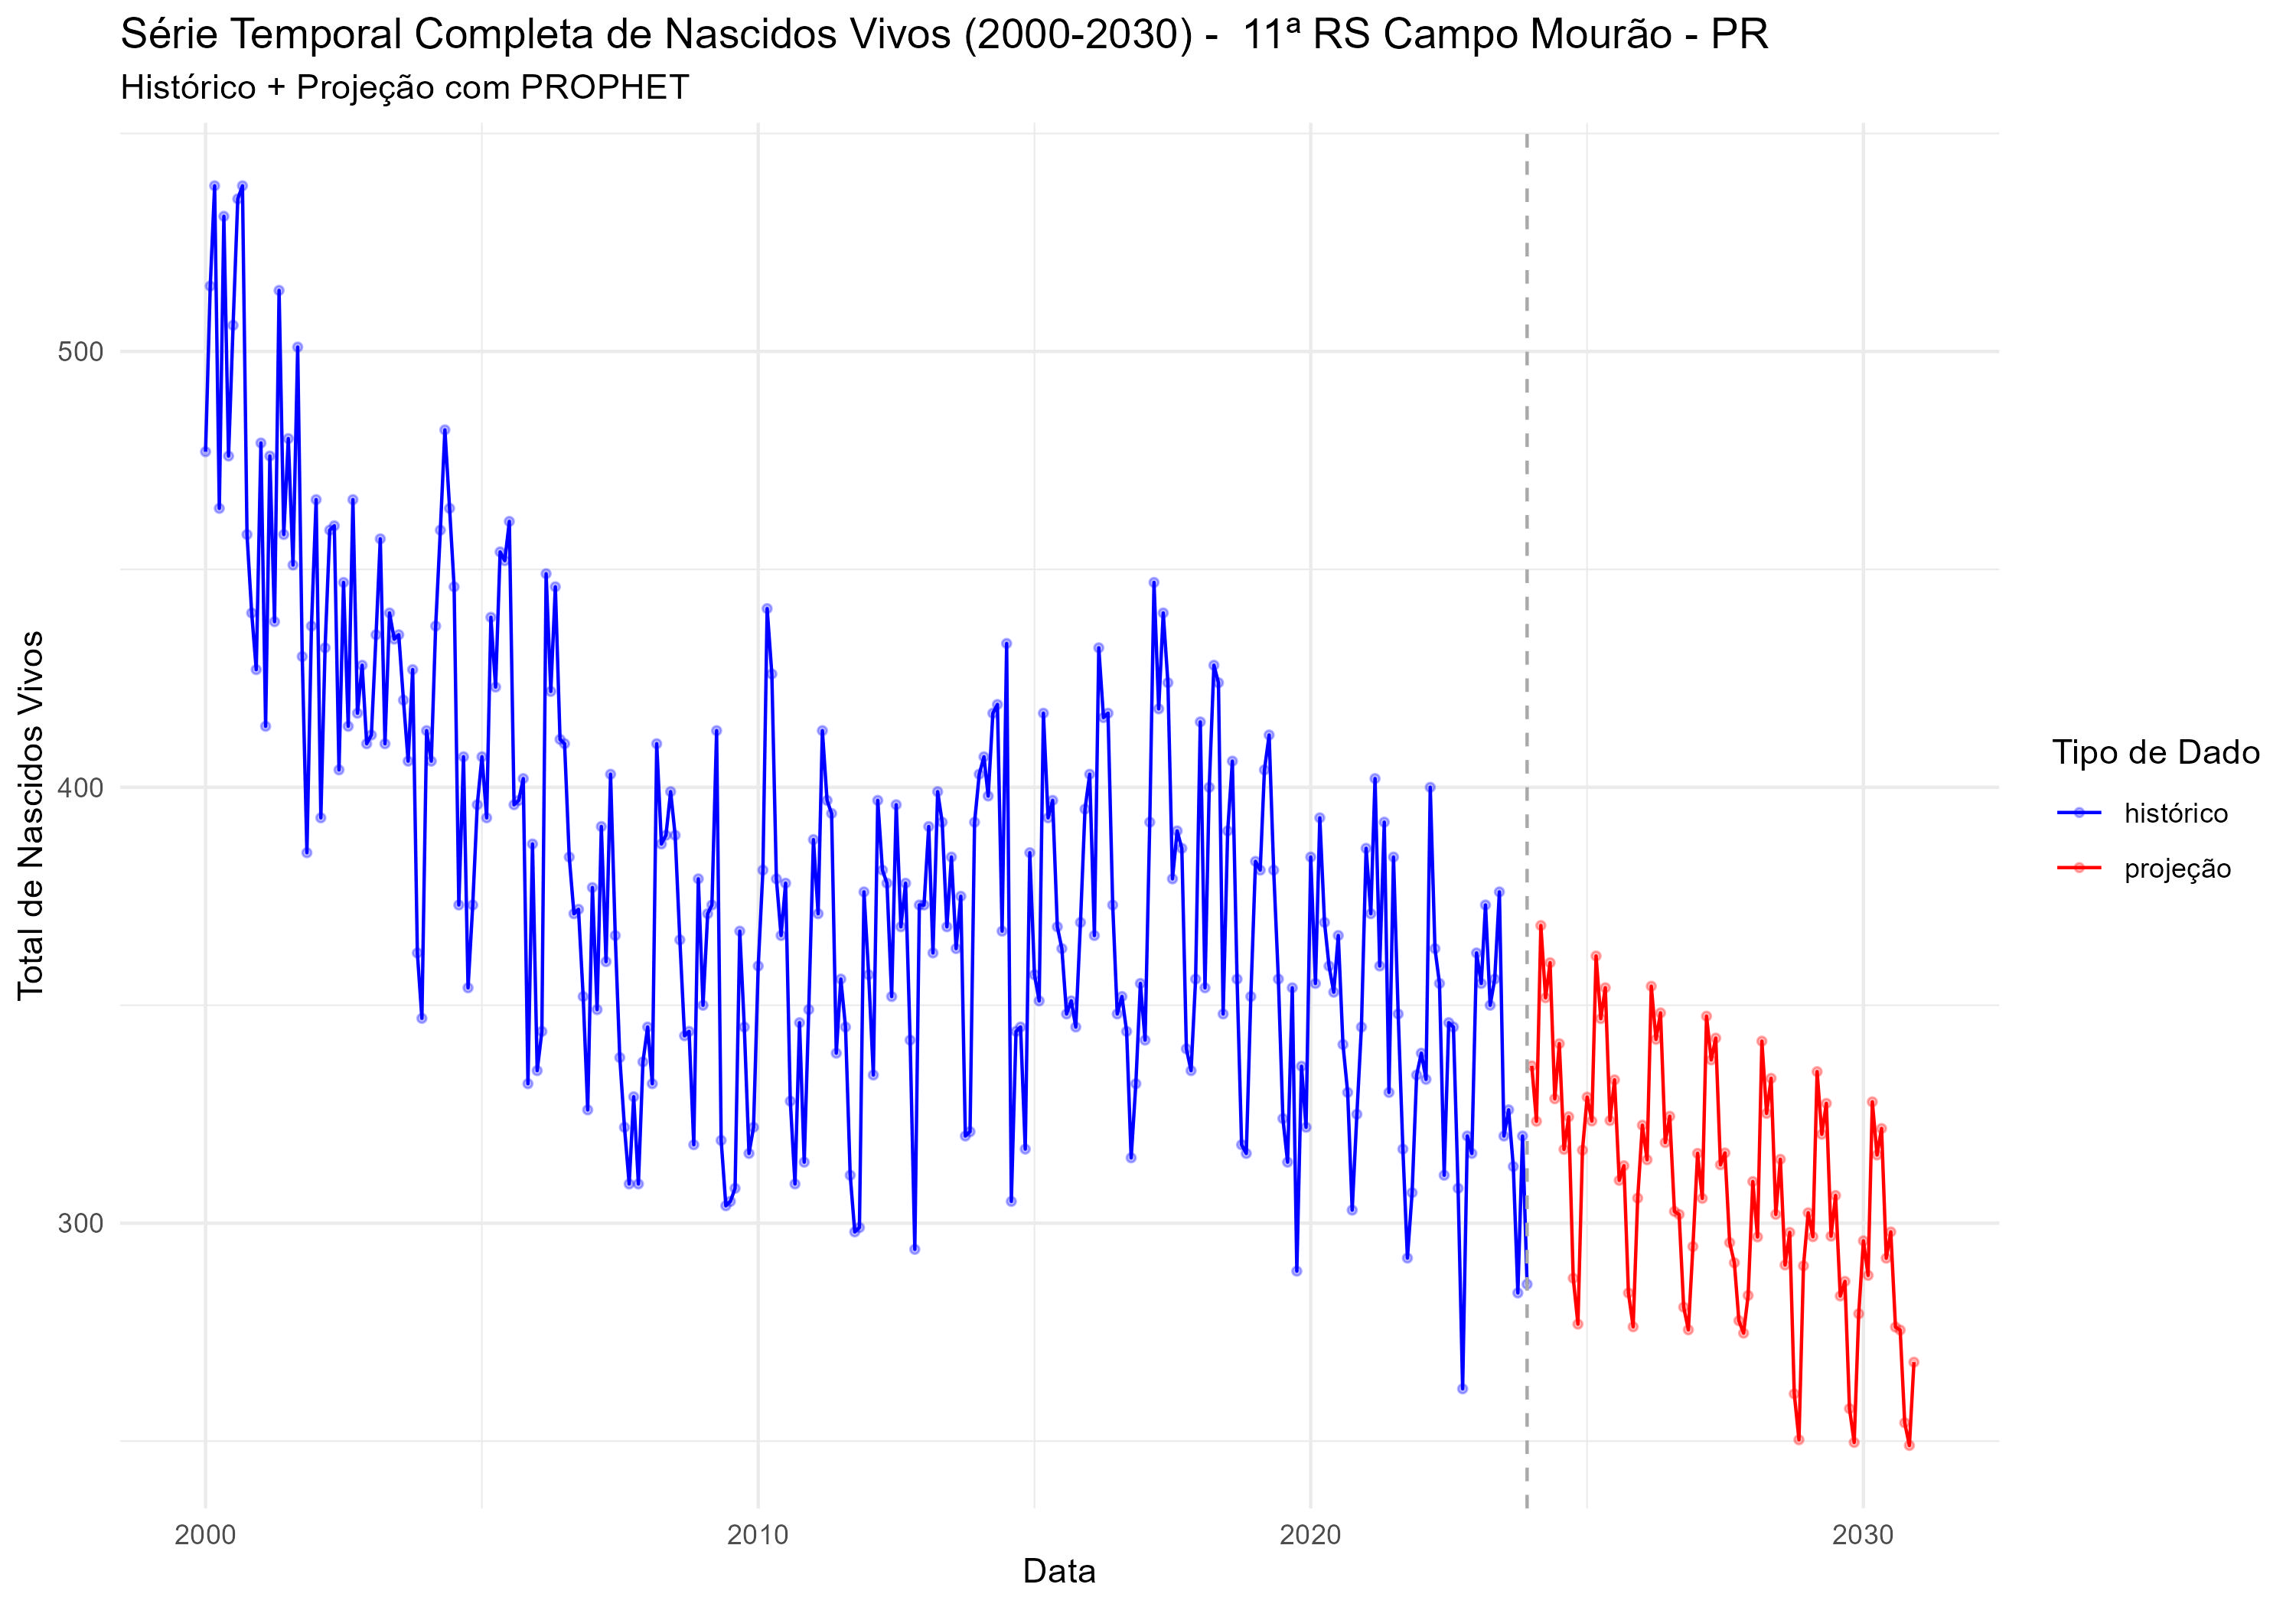 Série Temporal Completa de Nascidos Vivos (2000-2030) -  11ª RS Campo Mourão - PR
Histórico + Projeção com PROPHET
Total de Nascidos Vivos
500
400
300
2000
2010
2020
2030
Data
Tipo de Dado
histórico
projeção